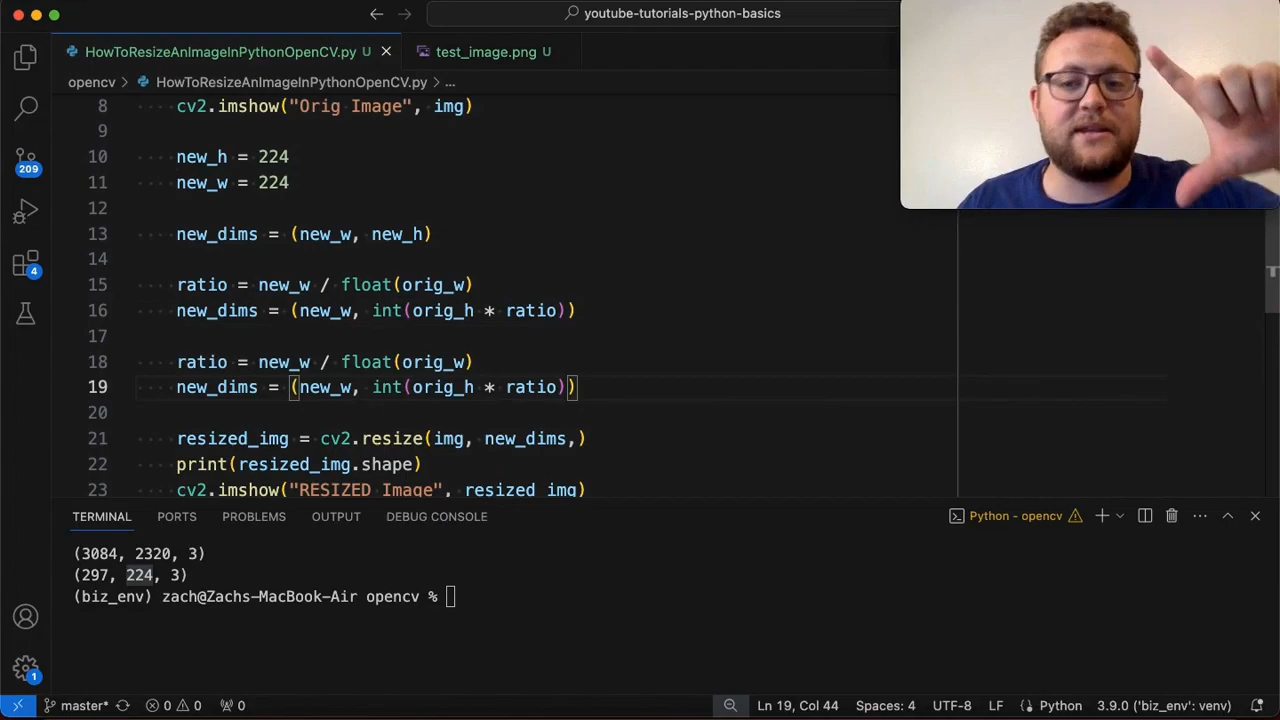 youtube-tutorials-python-basics
HowToResizeAnImageInPythonOpenCV.py U
test_image.png U
opencv > HowToResizeAnImageInPythonOpenCV.py > ...
8 cv2.imshow("Orig Image", img)
9
10 new_h = 224
11 new_w = 224
12
13 new_dims = (new_w, new_h)
14
15 ratio = new_w / float(orig_w)
16 new_dims = (new_w, int(orig_h * ratio))
17
18 ratio = new_w / float(orig_w)
19 new_dims = (new_w, int(orig_h * ratio))
20
21 resized_img = cv2.resize(img, new_dims,)
22 print(resized_img.shape)
23 cv2.imshow("RESIZED Image", resized_img)
209
4
TERMINAL PORTS PROBLEMS OUTPUT DEBUG CONSOLE
Python - opencv
(3084, 2320, 3)
(297, 224, 3)
(biz_env) zach@Zachs-MacBook-Air opencv %
1
master* 0 0 0 Ln 19, Col 44 Spaces: 4 UTF-8 LF Python 3.9.0 ('biz_env': venv)